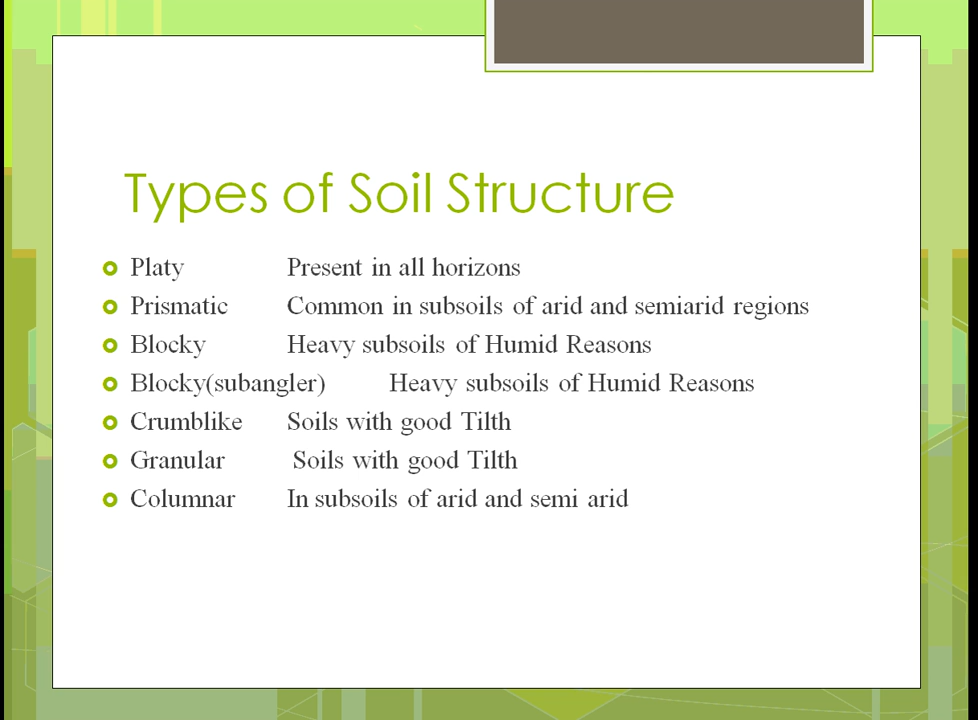 Types of Soil Structure
Platy Present in all horizons
Prismatic Common in subsoils of arid and semiarid regions
Blocky Heavy subsoils of Humid Reasons
Blocky(subangler) Heavy subsoils of Humid Reasons
Crumblike Soils with good Tilth
Granular Soils with good Tilth
Columnar In subsoils of arid and semi arid